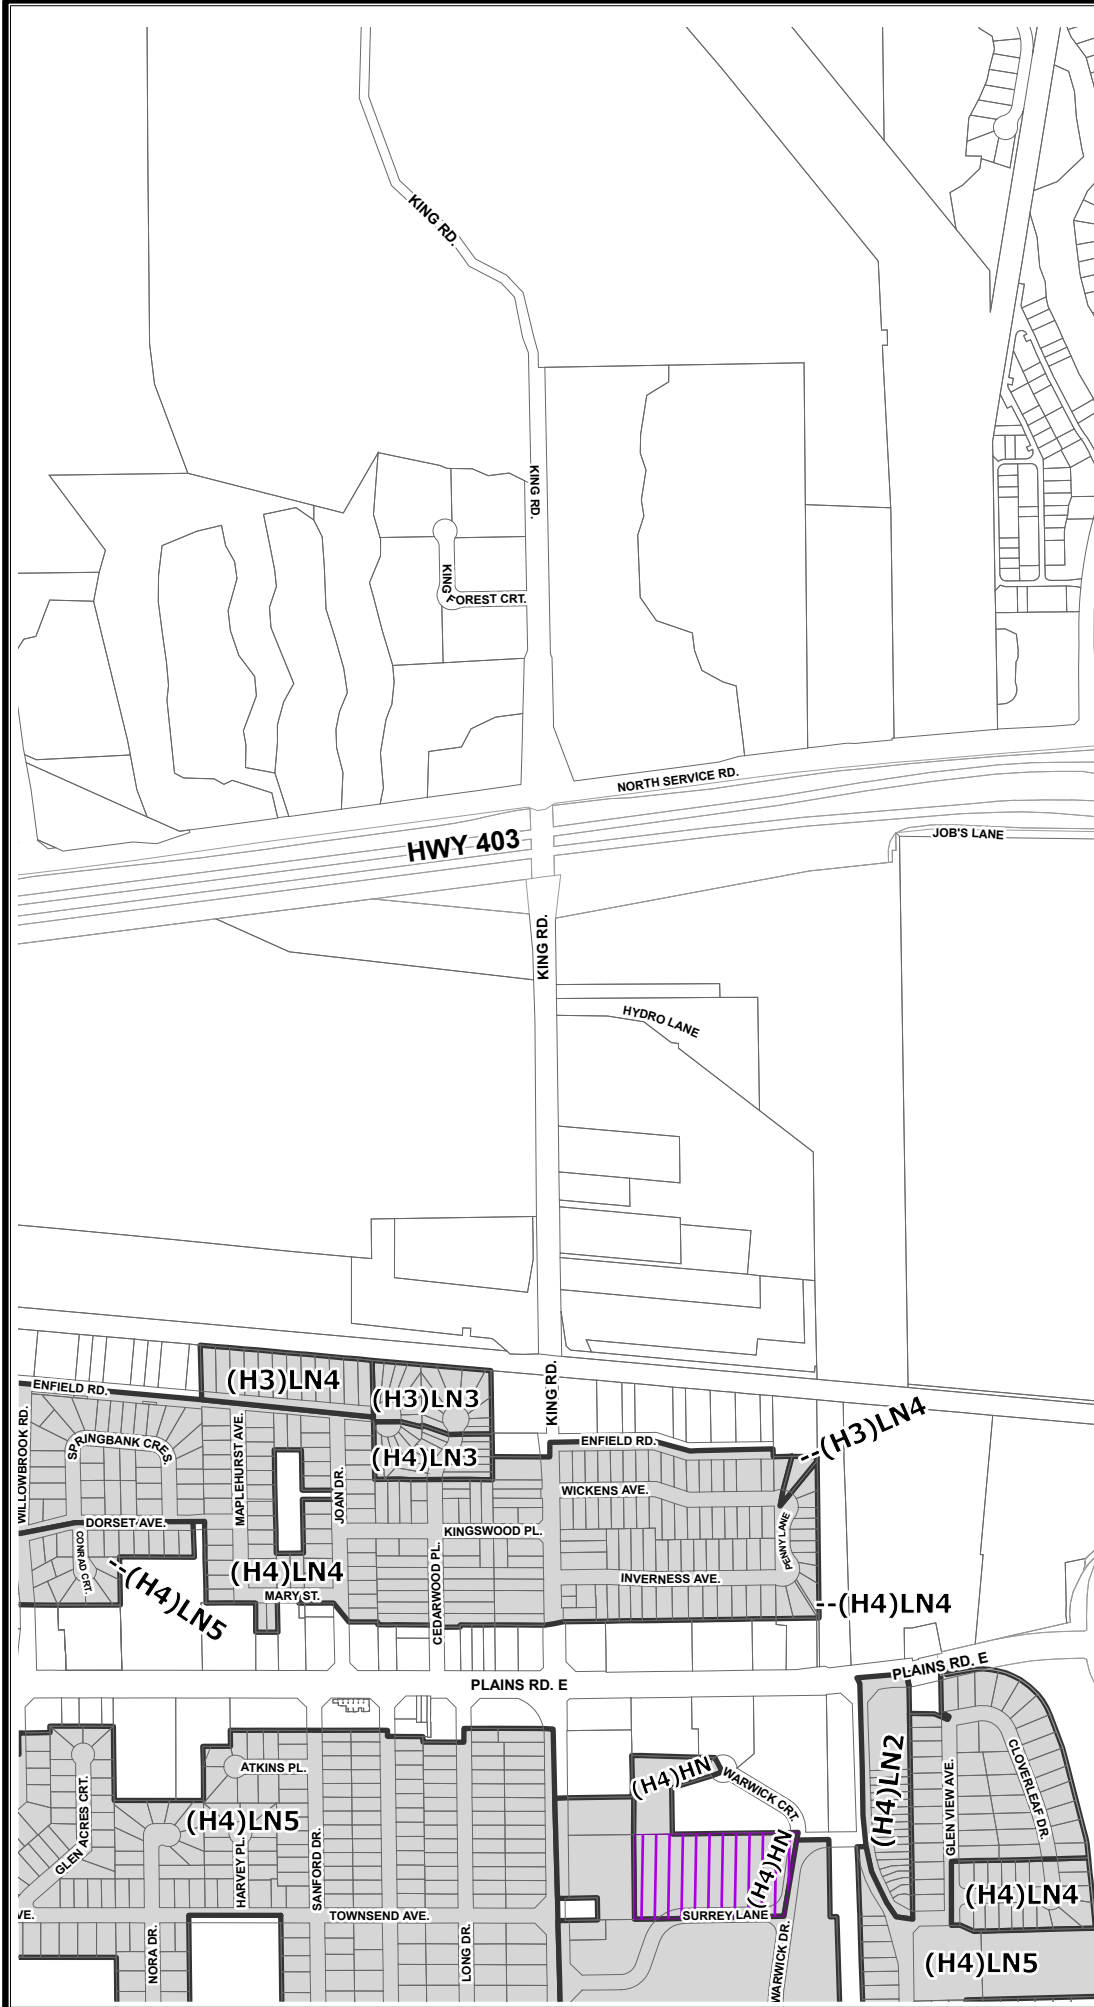 KING RD.
KING RD.
KING
FOREST CRT.
NORTH SERVICE RD.
HWY 403
JOB'S LANE
KING RD.
HYDRO LANE
KING RD.
(H3)LN4
(H3)LN3
ENFIELD RD.
--(H3)LN4
WILLOWBROOK RD.
SPRINGBANK CRES.
MAPLEHURST AVE.
JOAN DR.
(H4)LN3
ENFIELD RD.
WICKENS AVE.
DORSET AVE.
KINGSWOOD PL.
PENNY LANE
CONRAD CRT.
--(H4)LN5
(H4)LN4
MARY ST.
CEDARWOOD PL.
INVERNESS AVE.
--(H4)LN4
PLAINS RD. E
PLAINS RD. E
ATKINS PL.
(H4)HN
WARWICK CRT.
(H4)LN2
GLEN VIEW AVE.
CLOVERLEAF DR.
GLEN ACRES CRT.
(H4)LN5
HARVEY PL.
SANFORD DR.
(H4)HN
(H4)LN4
VE.
TOWNSEND AVE.
SURREY LANE
NORA DR.
LONG DR.
WARWICK DR.
(H4)LN5